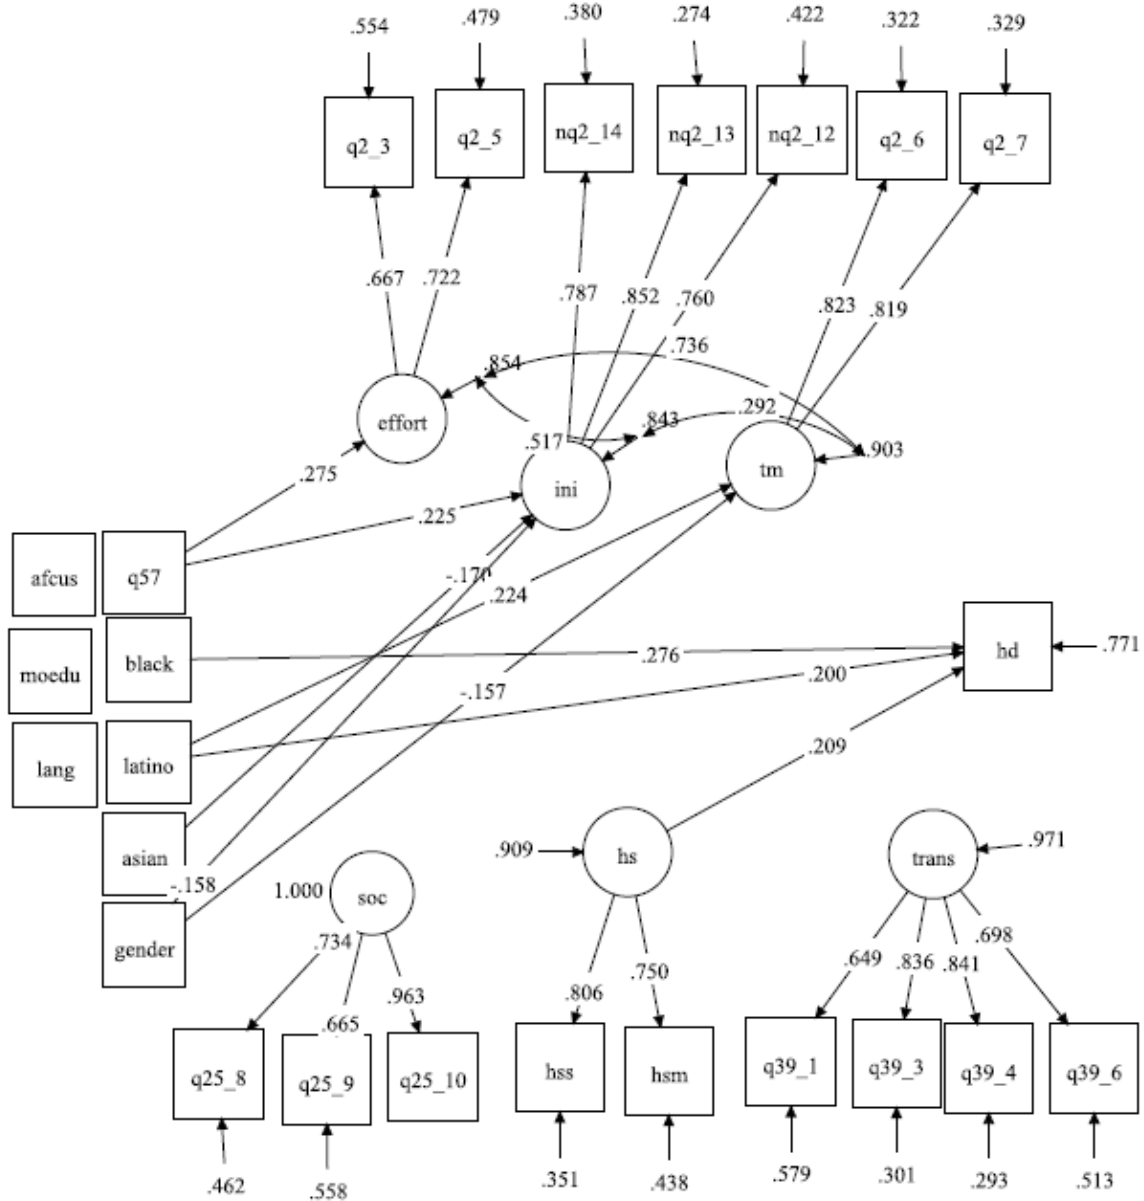 .554
.479
.380
.274
.422
.322
.329
q2_3
q2_5
nq2_14
nq2_13
nq2_12
q2_6
q2_7
.667
.722
.787
.852
.760
.823
.819
.736
.854
.292
.843
.517
.903
effort
ini
tm
.275
.225
-.170
.224
afcus
q57
moedu
black
.276
hd
.771
-.157
.200
lang
latino
.209
asian
-.158
gender
1.000
soc
.909
hs
trans
.971
.734
.665
.963
.806
.750
.649
.836
.841
.698
q25_8
q25_9
q25_10
hss
hsm
q39_1
q39_3
q39_4
q39_6
.462
.558
.351
.438
.579
.301
.293
.513